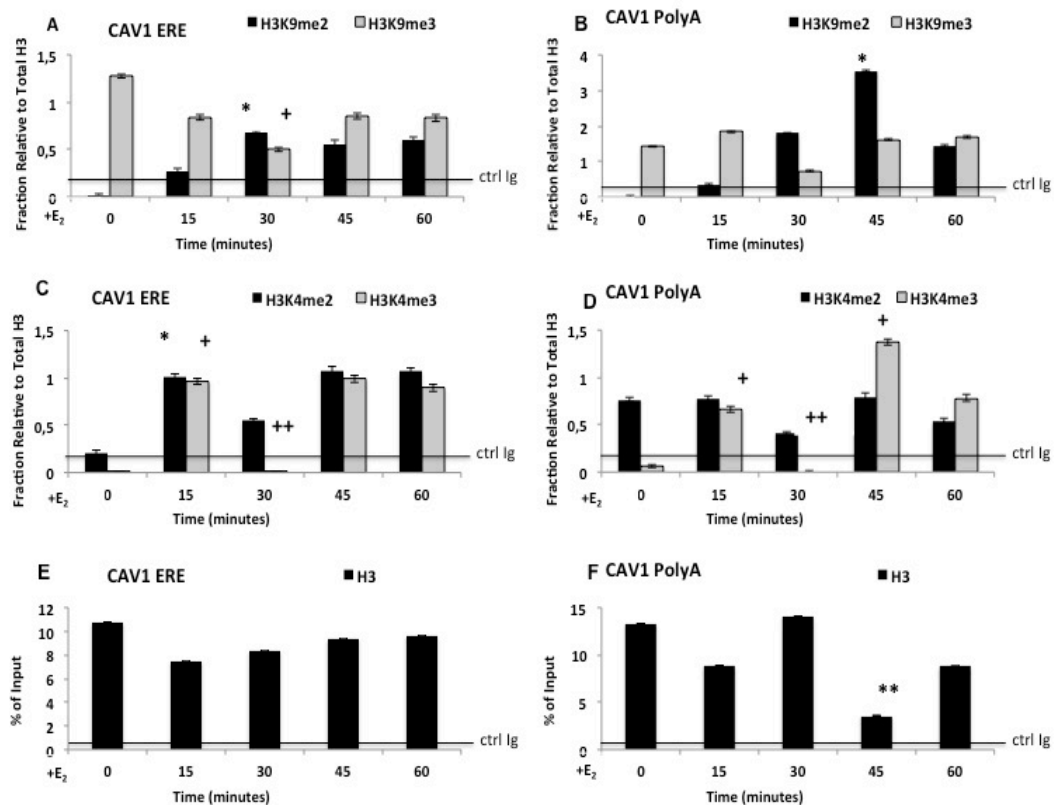 A
CAV1 ERE
H3K9me2 H3K9me3
Fraction Relative to Total H3
1,5
1
0,5
0
* +
ctrl Ig
+E₂
0 15 30 45 60
Time (minutes)
B
CAV1 PolyA
H3K9me2 H3K9me3
Fraction Relative to Total H3
4
3
2
1
0
*
ctrl Ig
+E₂
0 15 30 45 60
Time (minutes)
C
CAV1 ERE
H3K4me2 H3K4me3
Fraction Relative to Total H3
1,5
1
0,5
0
* + ++
ctrl Ig
+E₂
0 15 30 45 60
Time (minutes)
D
CAV1 PolyA
H3K4me2 H3K4me3
Fraction Relative to Total H3
1,5
1
0,5
0
+ ++ +
ctrl Ig
+E₂
0 15 30 45 60
Time (minutes)
E
CAV1 ERE
H3
% of Input
12
10
8
6
4
2
0
ctrl Ig
+E₂
0 15 30 45 60
Time (minutes)
F
CAV1 PolyA
H3
% of Input
15
10
5
0
**
ctrl Ig
+E₂
0 15 30 45 60
Time (minutes)